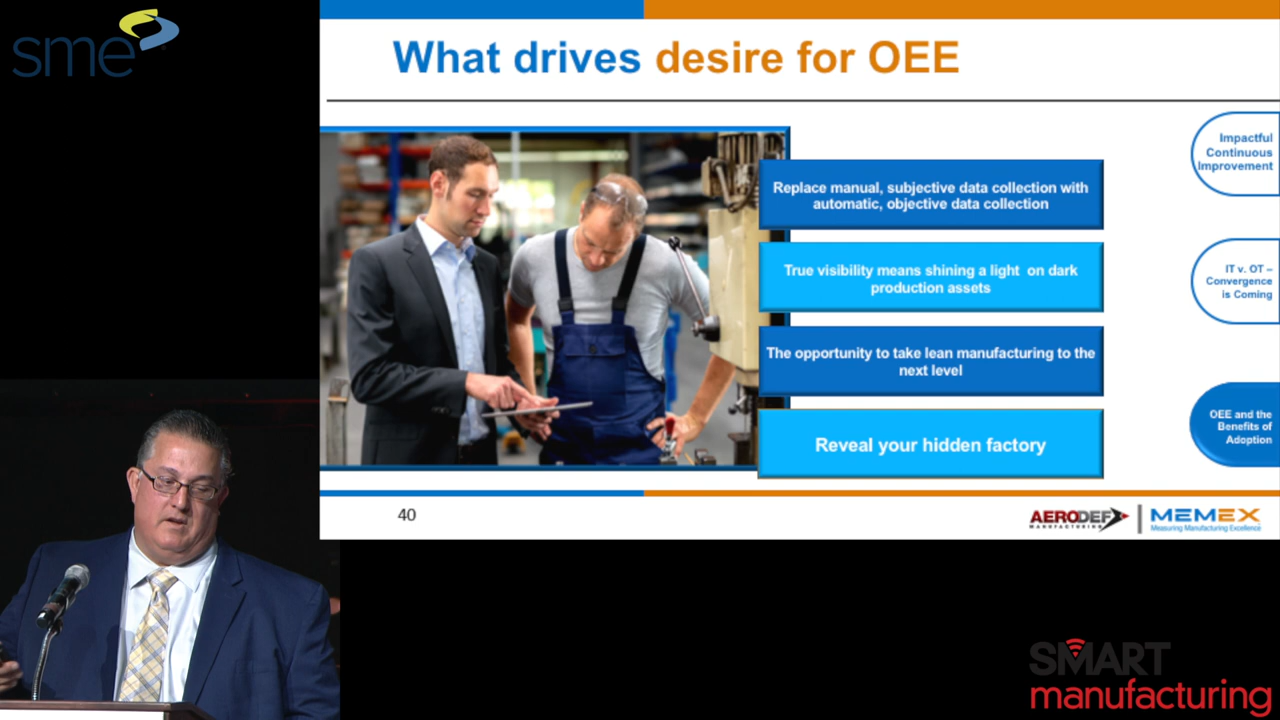 sme
What drives desire for OEE
Impactful
Continuous
Improvement
Replace manual, subjective data collection with
automatic, objective data collection
True visibility means shining a light on dark
production assets
IT v. OT –
Convergence
is Coming
The opportunity to take lean manufacturing to the
next level
Reveal your hidden factory
OEE and the
Benefits of
Adoption
40
AERODEF
MANUFACTURING
MEMEX
Measuring Manufacturing Excellence
SMART
manufacturing